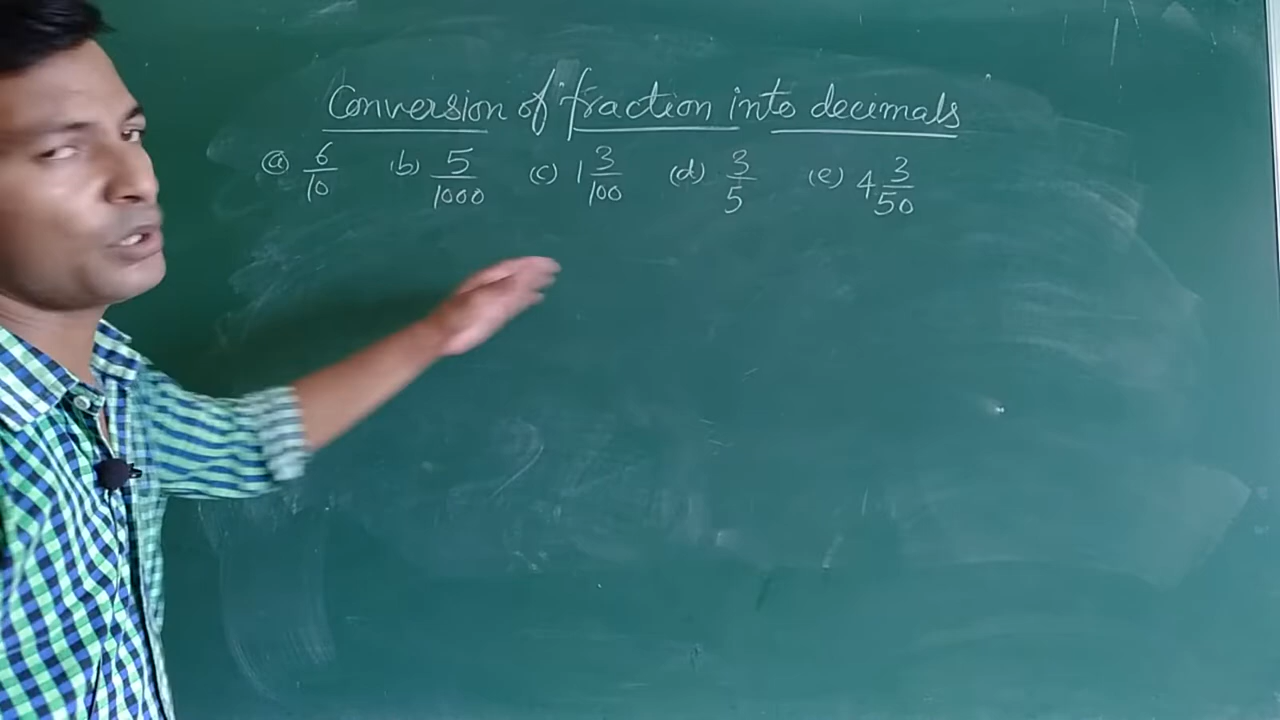 Conversion of fraction into decimals
(a) 6/10 (b) 5/1000 (c) 1 3/100 (d) 3/5 (e) 4 3/50